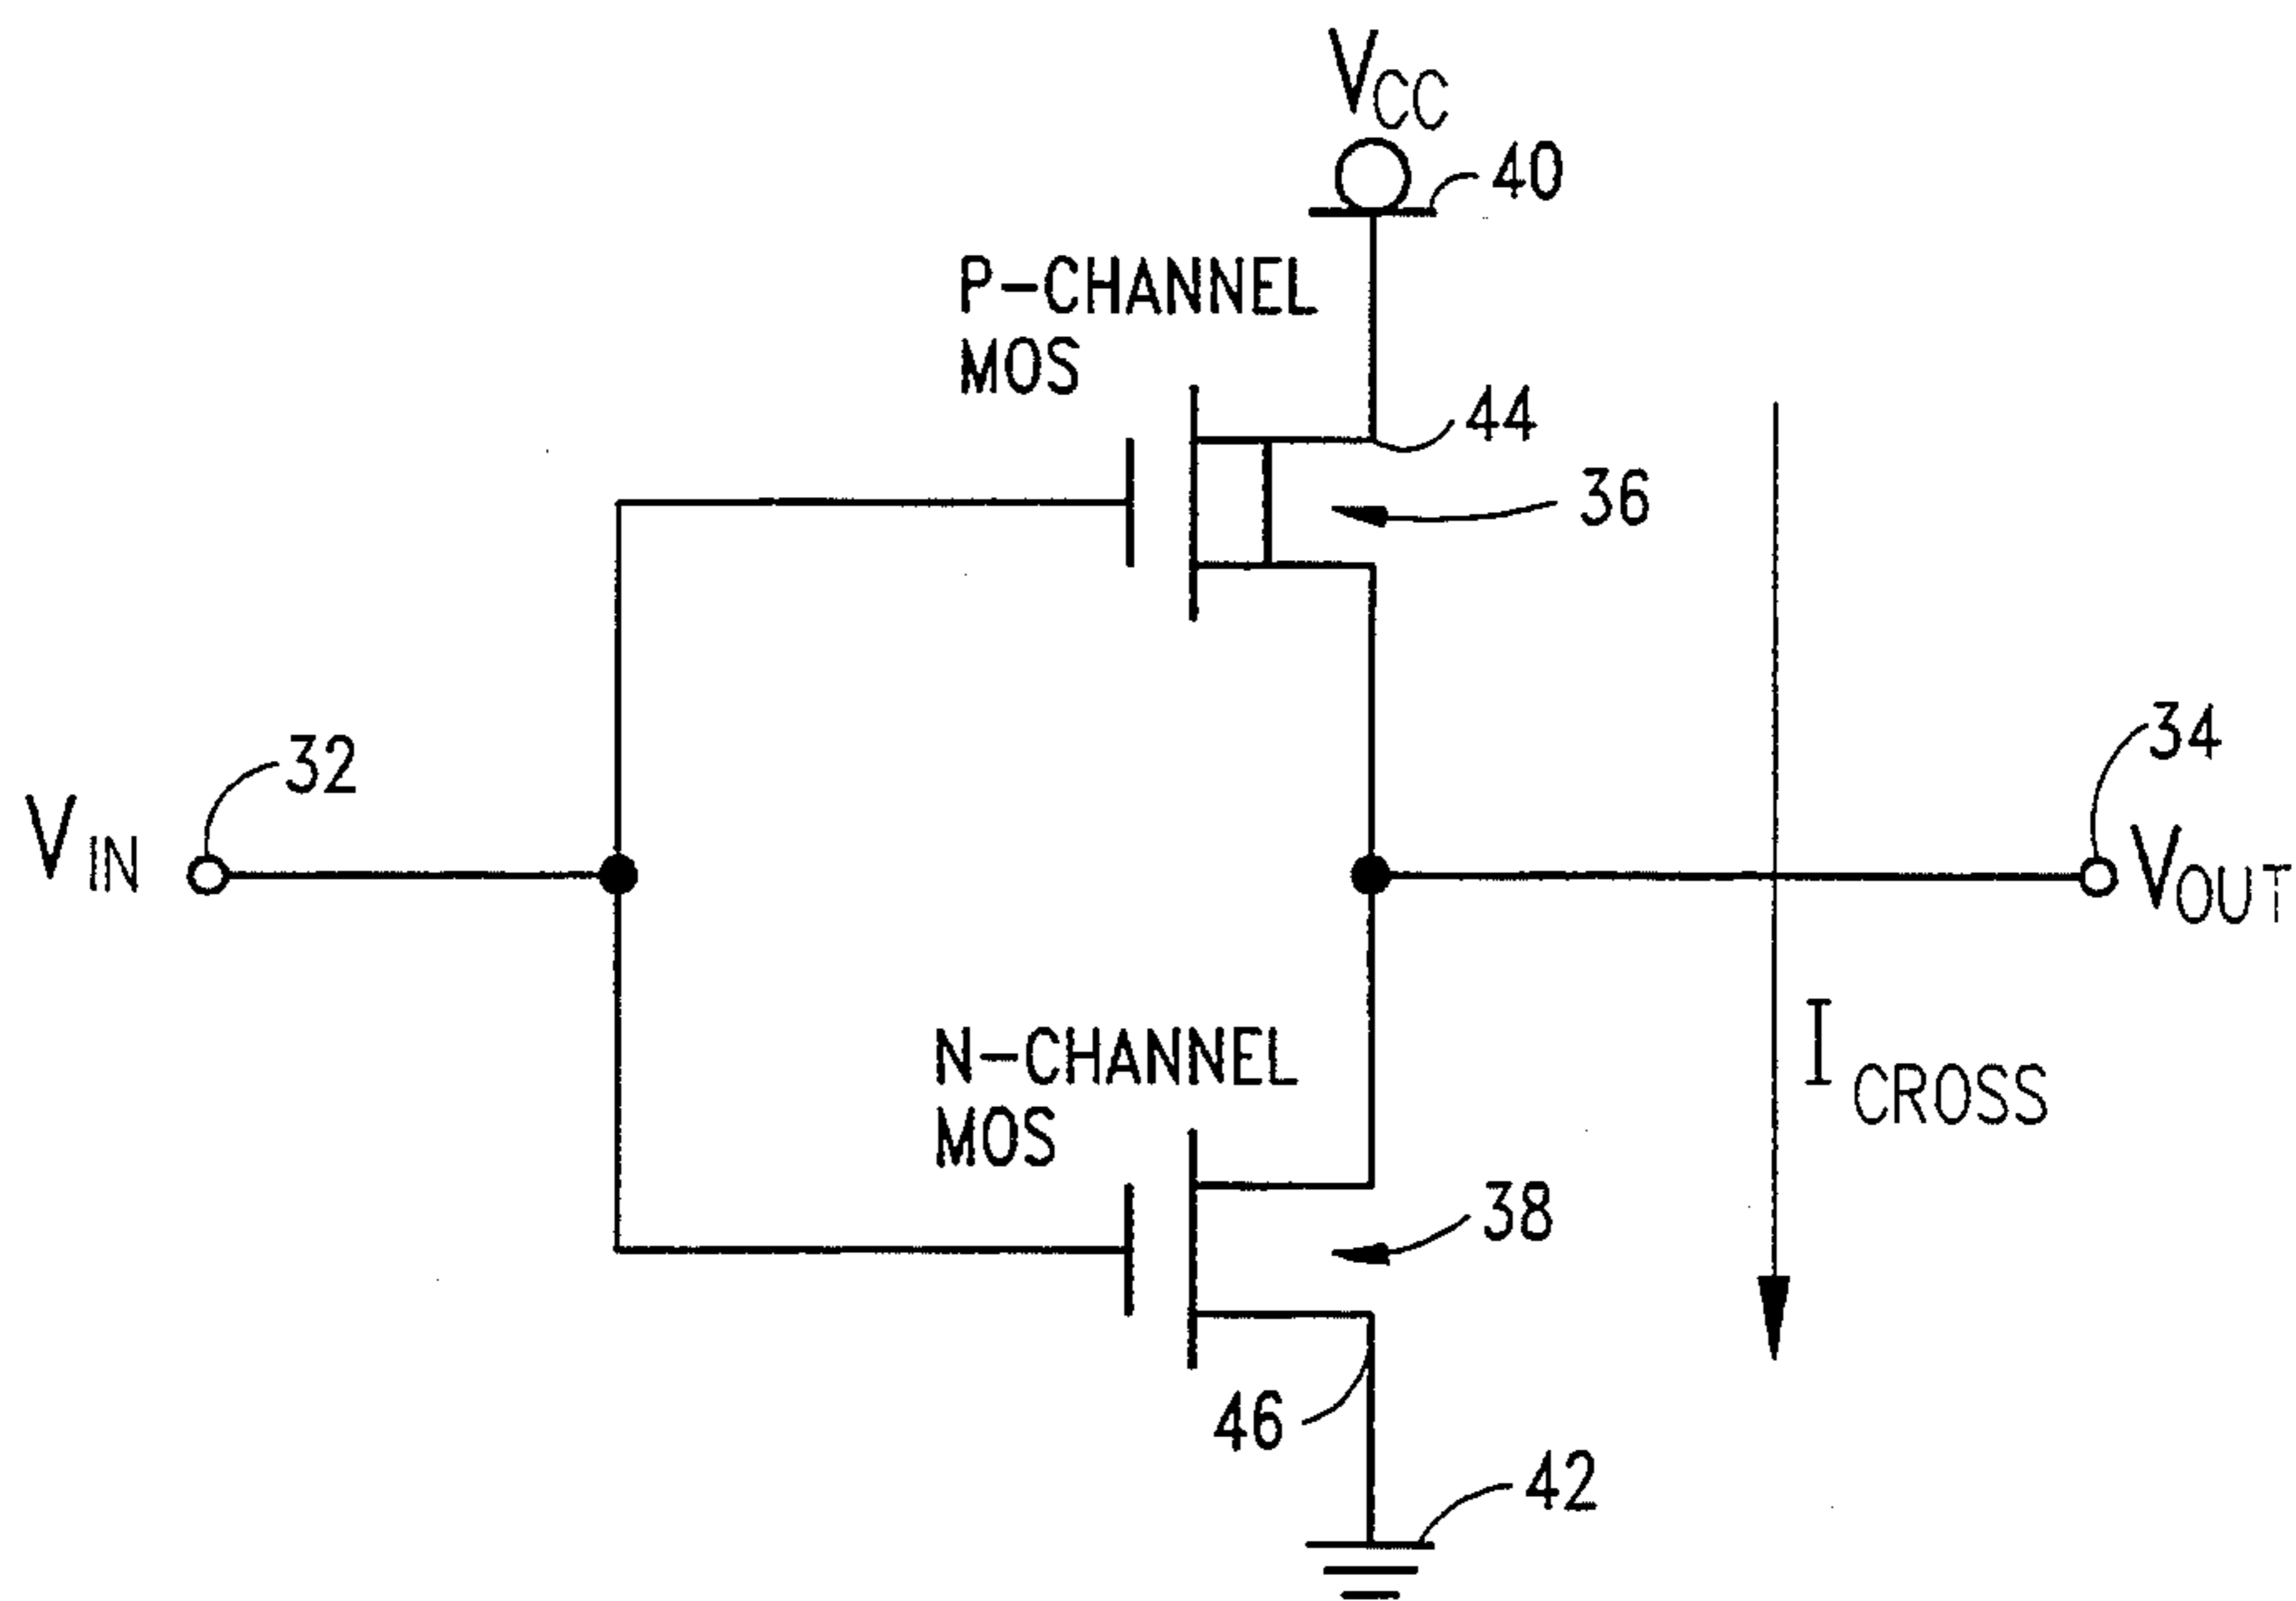 VCC
40
P-CHANNEL
MOS
44
36
32
34
VIN
VOUT
N-CHANNEL
MOS
ICROSS
38
46
42